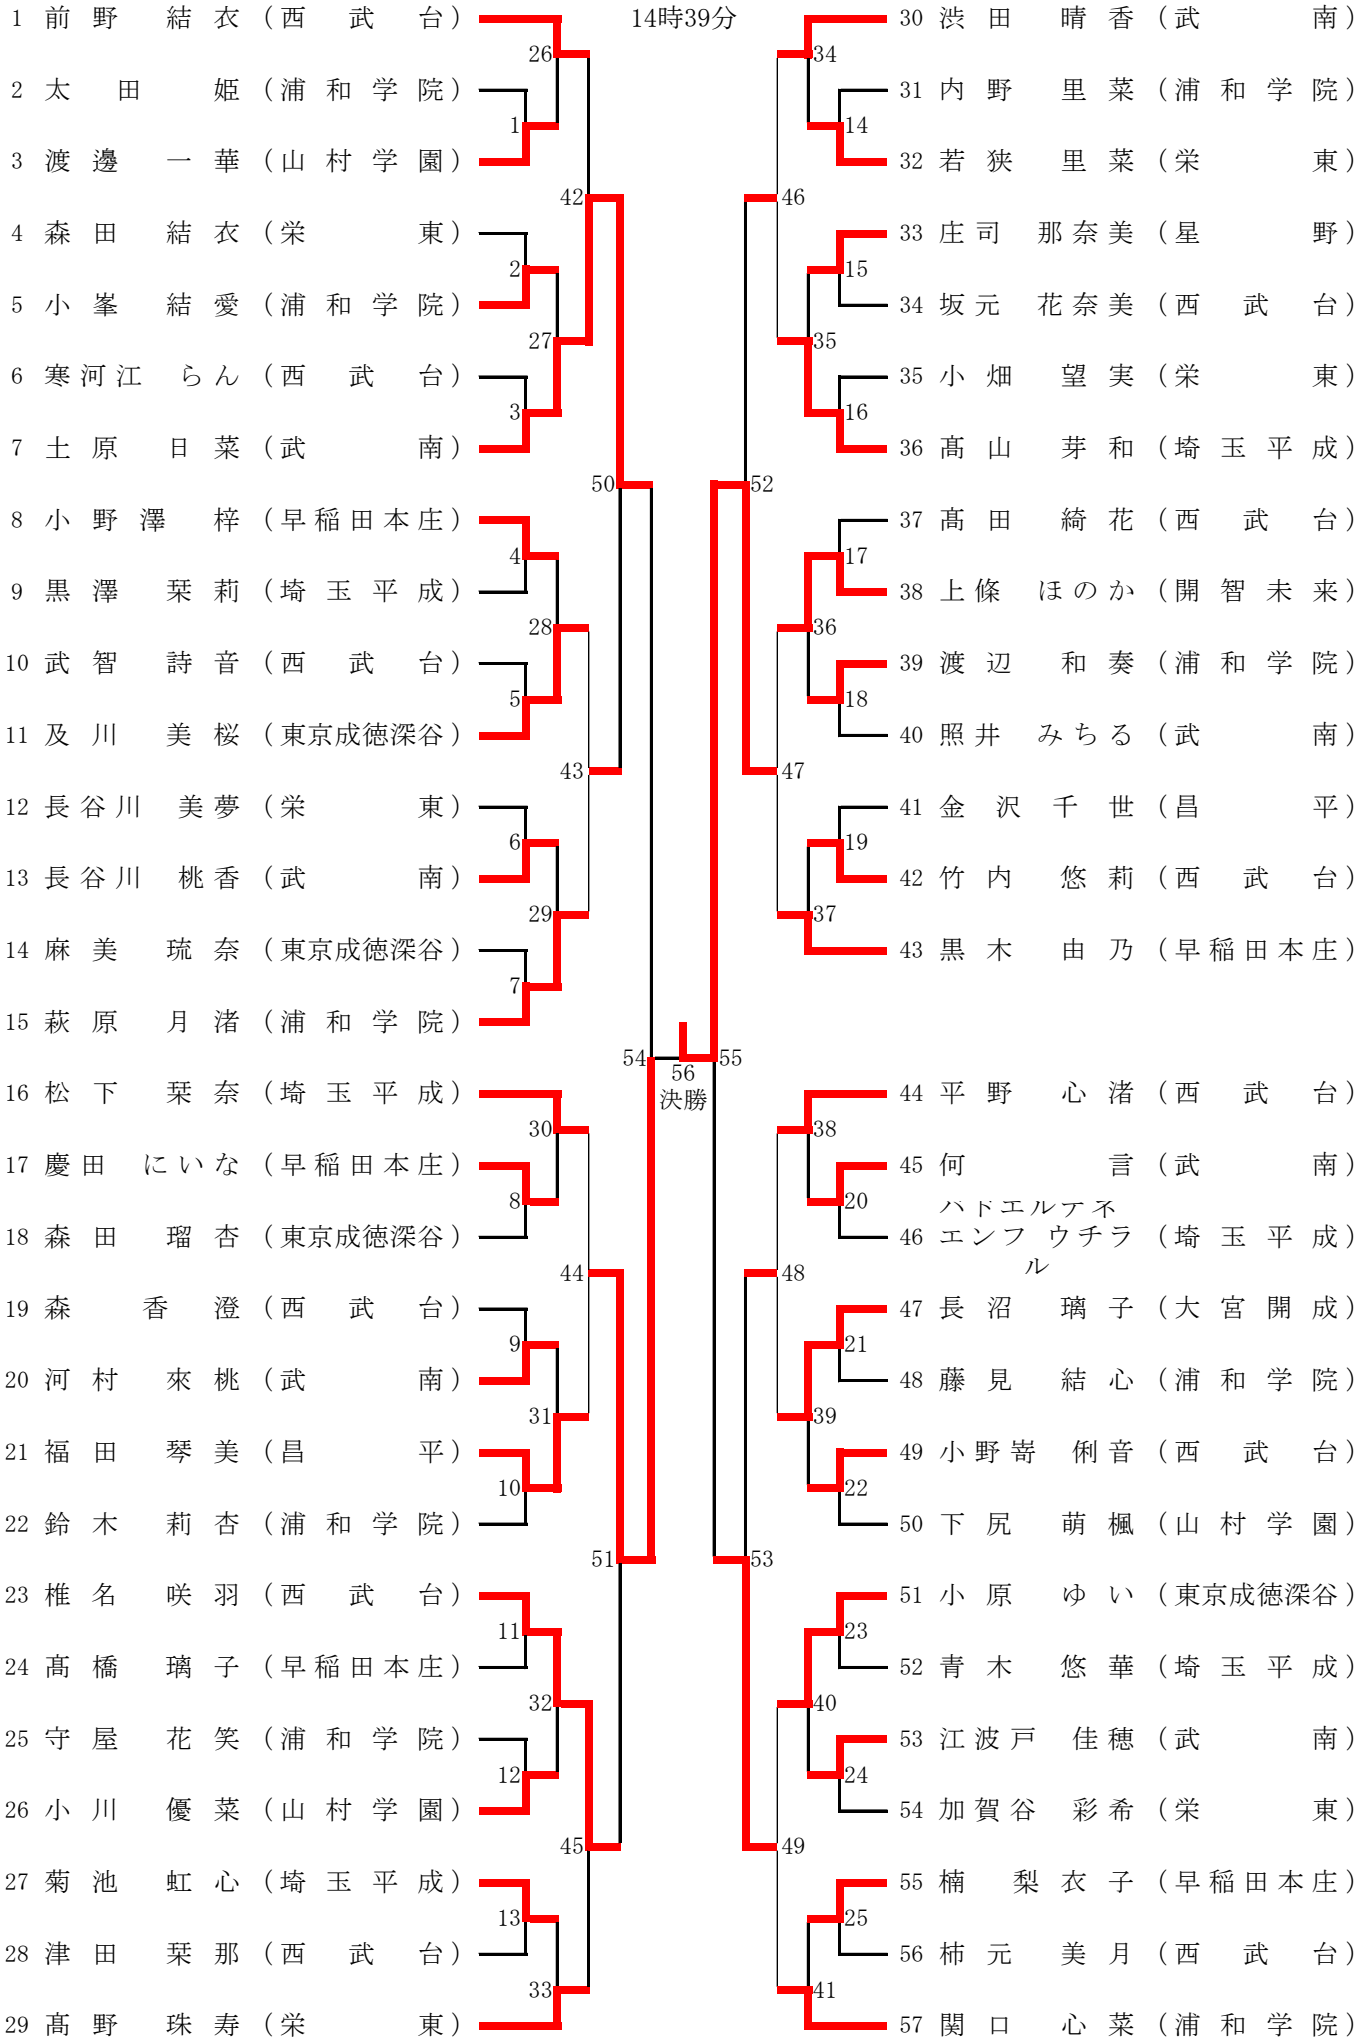 14時39分
1 前野 結衣 (西武台)
2 太田 姫 (浦和学院)
3 渡邊 一華 (山村学園)
4 森田 結衣 (栄東)
5 小峯 結愛 (浦和学院)
6 寒河江 らん (西武台)
7 土原 日菜 (武南)
8 小野澤 梓 (早稲田本庄)
9 黒澤 栞莉 (埼玉平成)
10 武智 詩音 (西武台)
11 及川 美桜 (東京成徳深谷)
12 長谷川 美夢 (栄東)
13 長谷川 桃香 (武南)
14 麻美 琉奈 (東京成徳深谷)
15 萩原 月渚 (浦和学院)
16 松下 栞奈 (埼玉平成)
17 慶田 にいな (早稲田本庄)
18 森田 瑠杏 (東京成徳深谷)
19 森 香澄 (西武台)
20 河村 來桃 (武南)
21 福田 琴美 (昌平)
22 鈴木 莉杏 (浦和学院)
23 椎名 咲羽 (西武台)
24 髙橋 璃子 (早稲田本庄)
25 守屋 花笑 (浦和学院)
26 小川 優菜 (山村学園)
27 菊池 虹心 (埼玉平成)
28 津田 栞那 (西武台)
29 髙野 珠寿 (栄東)
1
2
3
4
5
6
7
8
9
10
11
12
13
26
27
28
29
30
31
32
33
42
43
44
45
50
51
54
56
決勝
55
52
53
46
47
48
49
34
35
36
37
38
39
40
41
14
15
16
17
18
19
20
21
22
23
24
25
30 渋田 晴香 (武南)
31 内野 里菜 (浦和学院)
32 若狭 里菜 (栄東)
33 庄司 那奈美 (星野)
34 坂元 花奈美 (西武台)
35 小畑 望実 (栄東)
36 髙山 芽和 (埼玉平成)
37 髙田 綺花 (西武台)
38 上條 ほのか (開智未来)
39 渡辺 和奏 (浦和学院)
40 照井 みちる (武南)
41 金沢 千世 (昌平)
42 竹内 悠莉 (西武台)
43 黒木 由乃 (早稲田本庄)
44 平野 心渚 (西武台)
45 何 言 (武南)
46 (埼玉平成)
47 長沼 璃子 (大宮開成)
48 藤見 結心 (浦和学院)
49 小野嵜 俐音 (西武台)
50 下尻 萌楓 (山村学園)
51 小原 ゆい (東京成徳深谷)
52 青木 悠華 (埼玉平成)
53 江波戸 佳穂 (武南)
54 加賀谷 彩希 (栄東)
55 楠 梨衣子 (早稲田本庄)
56 柿元 美月 (西武台)
57 関口 心菜 (浦和学院)